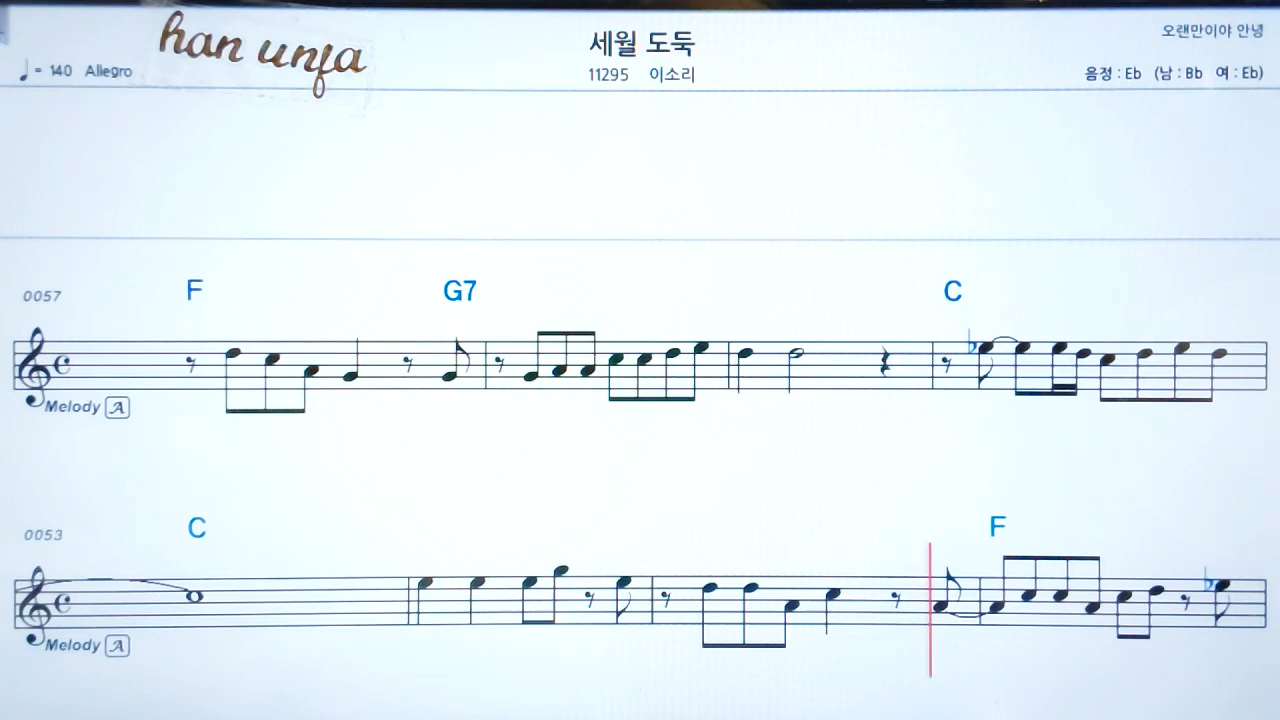 han unfa
세월 도둑
오랜만이야 안녕
♩ = 140 Allegro
11295 이소리
음정 : Eb (남 : Bb 여 : Eb)
F G7 C
0057
Melody A
C F
0053
Melody A